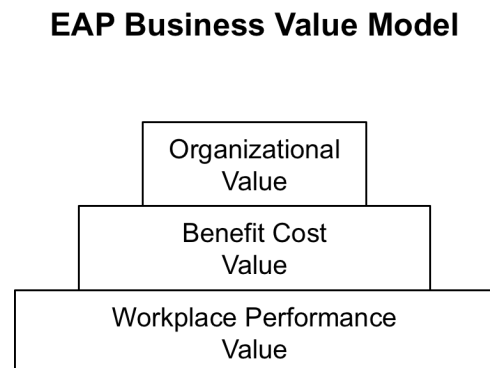 EAP Business Value Model
Organizational
Value
Benefit Cost
Value
Workplace Performance
Value